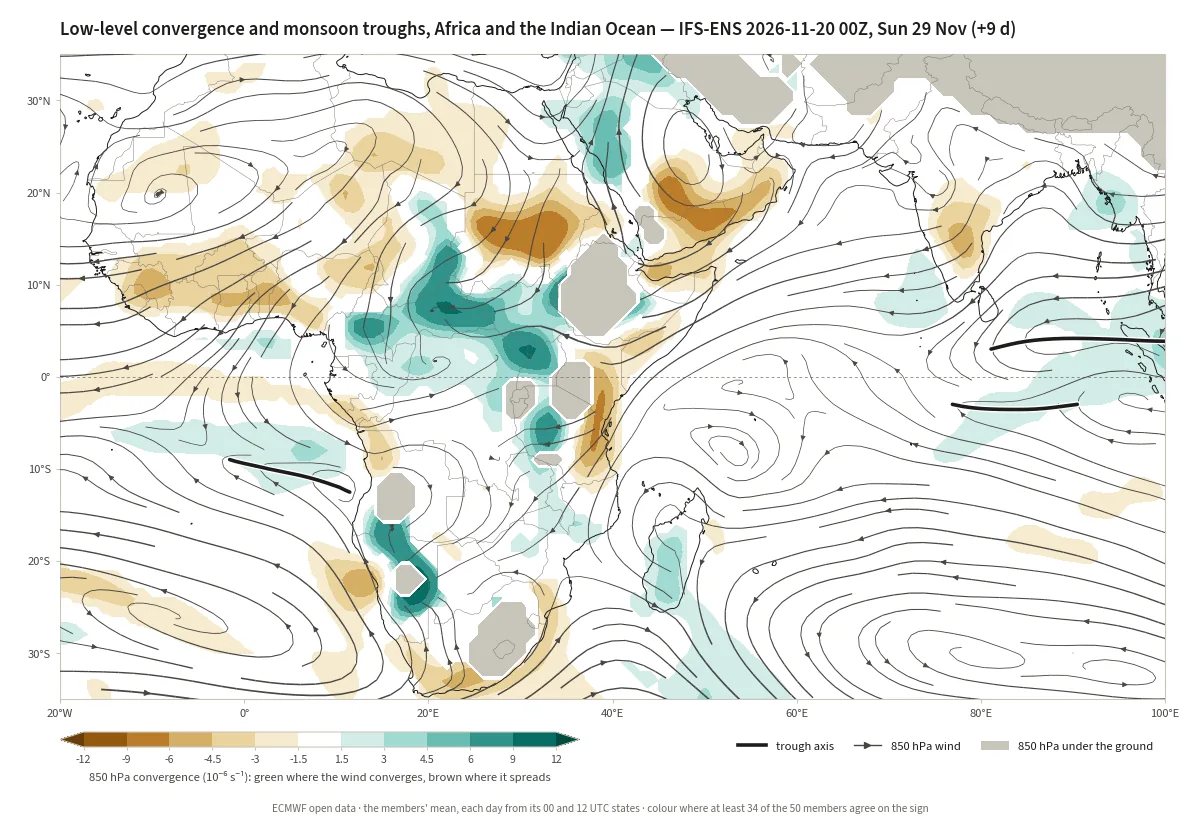 Low-level convergence and monsoon troughs, Africa and the Indian Ocean — IFS-ENS 2026-11-20 00Z, Sun 29 Nov (+9 d)
30°N
20°N
10°N
0°
10°S
20°S
30°S
20°W 0° 20°E 40°E 60°E 80°E 100°E
-12 -9 -6 -4.5 -3 -1.5 1.5 3 4.5 6 9 12
850 hPa convergence (10⁻⁶ s⁻¹): green where the wind converges, brown where it spreads
trough axis 850 hPa wind 850 hPa under the ground
ECMWF open data · the members' mean, each day from its 00 and 12 UTC states · colour where at least 34 of the 50 members agree on the sign